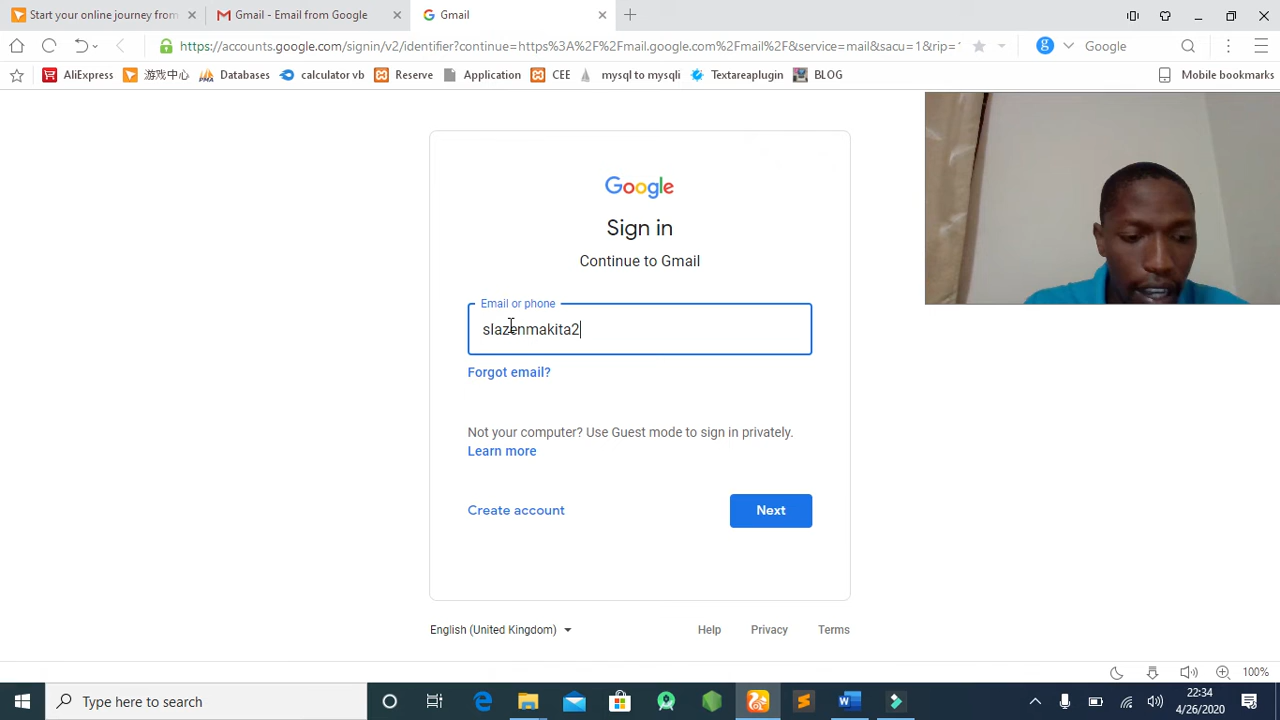 Start your online journey from
Gmail - Email from Google
Gmail
https://accounts.google.com/signin/v2/identifier?continue=https%3A%2F%2Fmail.google.com%2Fmail%2F&service=mail&sacu=1&rip=
Google
AliExpress
游戏中心
Databases
calculator vb
Reserve
Application
CEE
mysql to mysqli
Textareaplugin
BLOG
Mobile bookmarks
Google
Sign in
Continue to Gmail
Email or phone
slazenmakita2
Forgot email?
Not your computer? Use Guest mode to sign in privately.
Learn more
Create account
Next
English (United Kingdom)
Help
Privacy
Terms
100%
Type here to search
22:34
4/26/2020